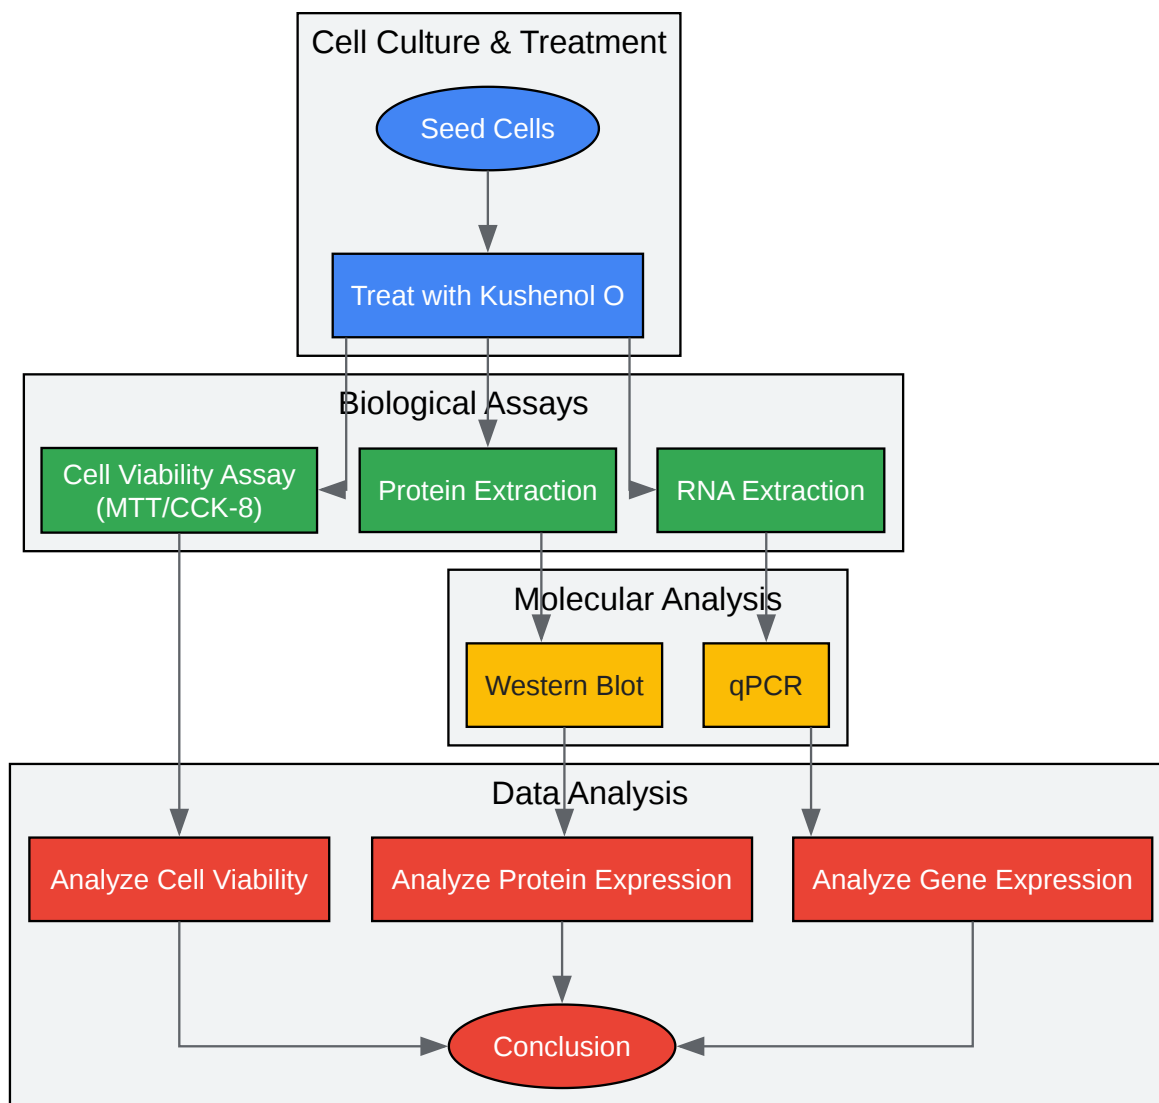 Cell Culture & Treatment
Seed Cells
Treat with Kushenol O
Biological Assays
Cell Viability Assay
(MTT/CCK-8)
Protein Extraction
RNA Extraction
Molecular Analysis
Western Blot
qPCR
Data Analysis
Analyze Cell Viability
Analyze Protein Expression
Analyze Gene Expression
Conclusion